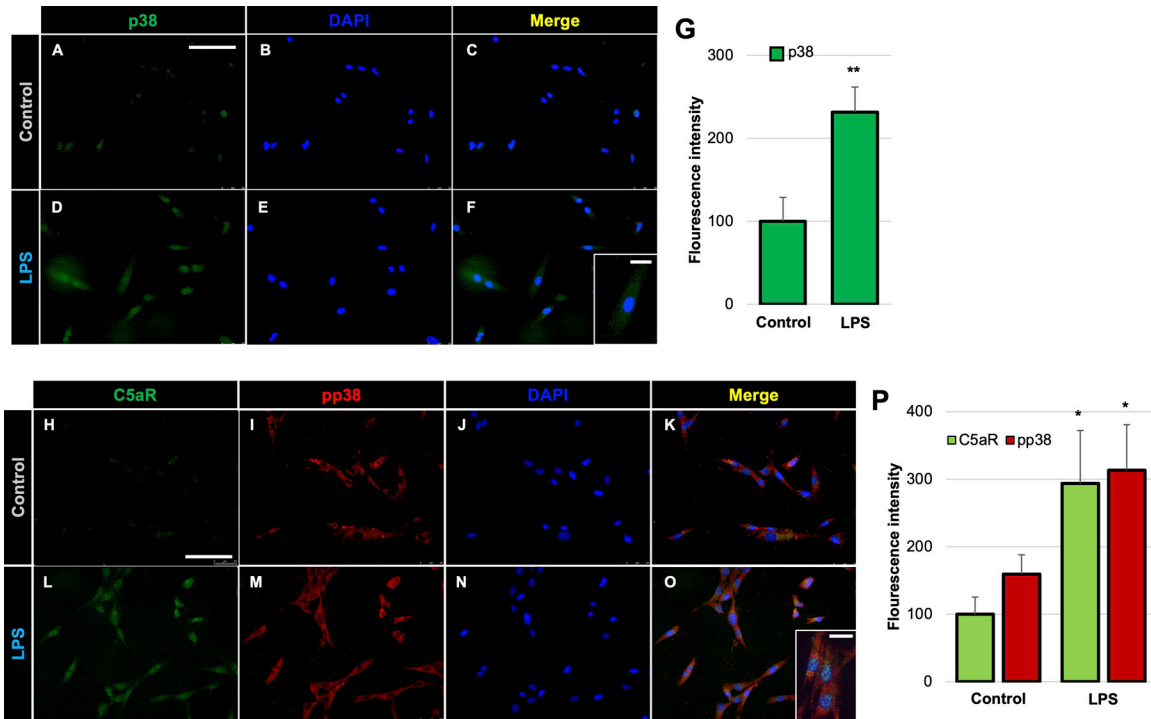 p38 DAPI Merge
Control
A B C
LPS
D E F
G
p38
**
300
200
100
0
Flourescence intensity
Control LPS
C5aR pp38 DAPI Merge
Control
H I J K
LPS
L M N O
P
C5aR pp38
* *
400
300
200
100
0
Flourescence intensity
Control LPS